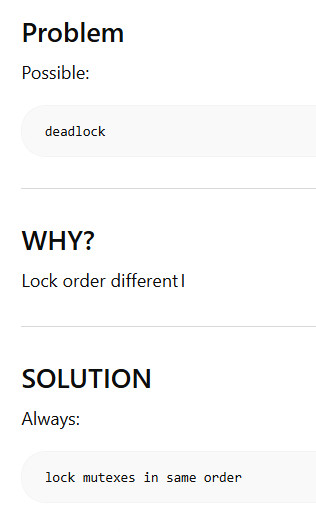 Problem
Possible:
deadlock
WHY?
Lock order different
SOLUTION
Always:
lock mutexes in same order